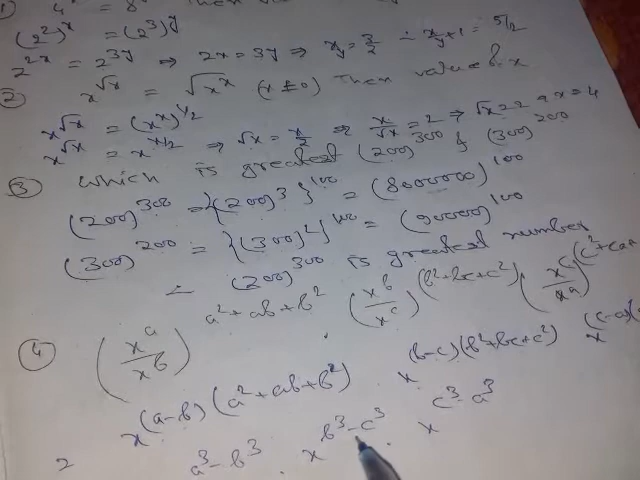 ① 4ˣ = 8
(2²)ˣ = (2³)ʸ
2²ˣ = 2³ʸ ⇒ 2x = 3y ⇒ x/y = 3/2 ∴ x/y + 1 = 5/2
② x^√x = √xˣ (x ≠ 0) Then value of x
x^√x = (xˣ)^1/2
x^√x = x^x/2 ⇒ √x = x/2 ⇒ x/√x = 2 ⇒ √x = 2 x = 4
③ which is greatest (200)³⁰⁰ & (300)²⁰⁰
(200)³⁰⁰ = {(200)³}¹⁰⁰ = (8000000)¹⁰⁰
(300)²⁰⁰ = {(300)²}¹⁰⁰ = (90000)¹⁰⁰
∴ (200)³⁰⁰ is greatest number
④ (xᵃ/xᵇ)^a²+ab+b² . (xᵇ/xᶜ)^(b²+bc+c²) . (xᶜ/xᵃ)^(c²+ca+
x^(a-b)(a²+ab+b²) . x^(b-c)(b²+bc+c²) x^(c-a)(
x^a³-b³ . x^b³-c³ . x^c³-a³